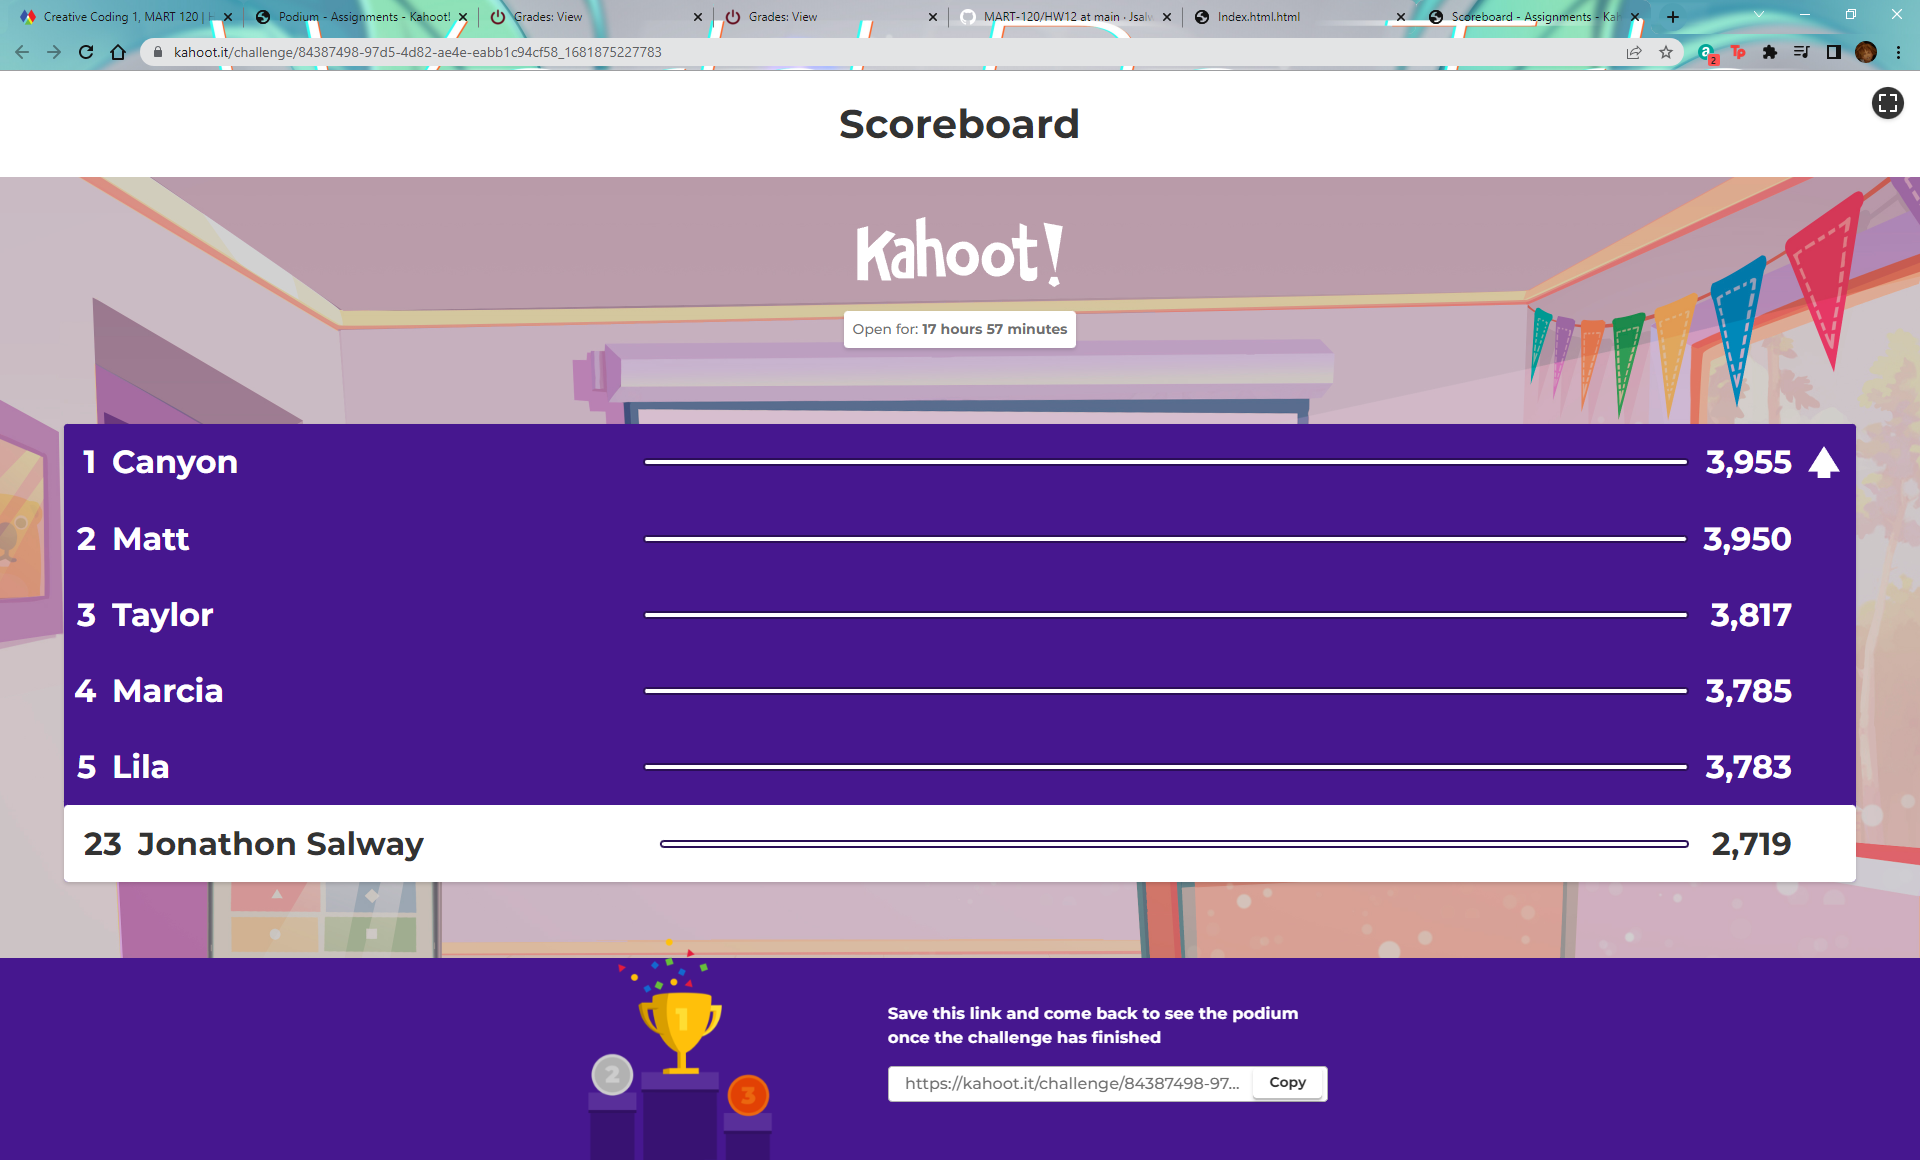 Creative Coding 1, MART 120 | H
Podium - Assignments - Kahoot!
Grades: View
Grades: View
MART-120/HW12 at main · Jsalw
Index.html.html
Scoreboard - Assignments - Kah
kahoot.it/challenge/84387498-97d5-4d82-ae4e-eabb1c94cf58_1681875227783
a
2
Tp
Scoreboard
Kahoot!
Open for: 17 hours 57 minutes
1 Canyon 3,955
2 Matt 3,950
3 Taylor 3,817
4 Marcia 3,785
5 Lila 3,783
23 Jonathon Salway 2,719
1
2
3
Save this link and come back to see the podium
once the challenge has finished
https://kahoot.it/challenge/84387498-97... Copy